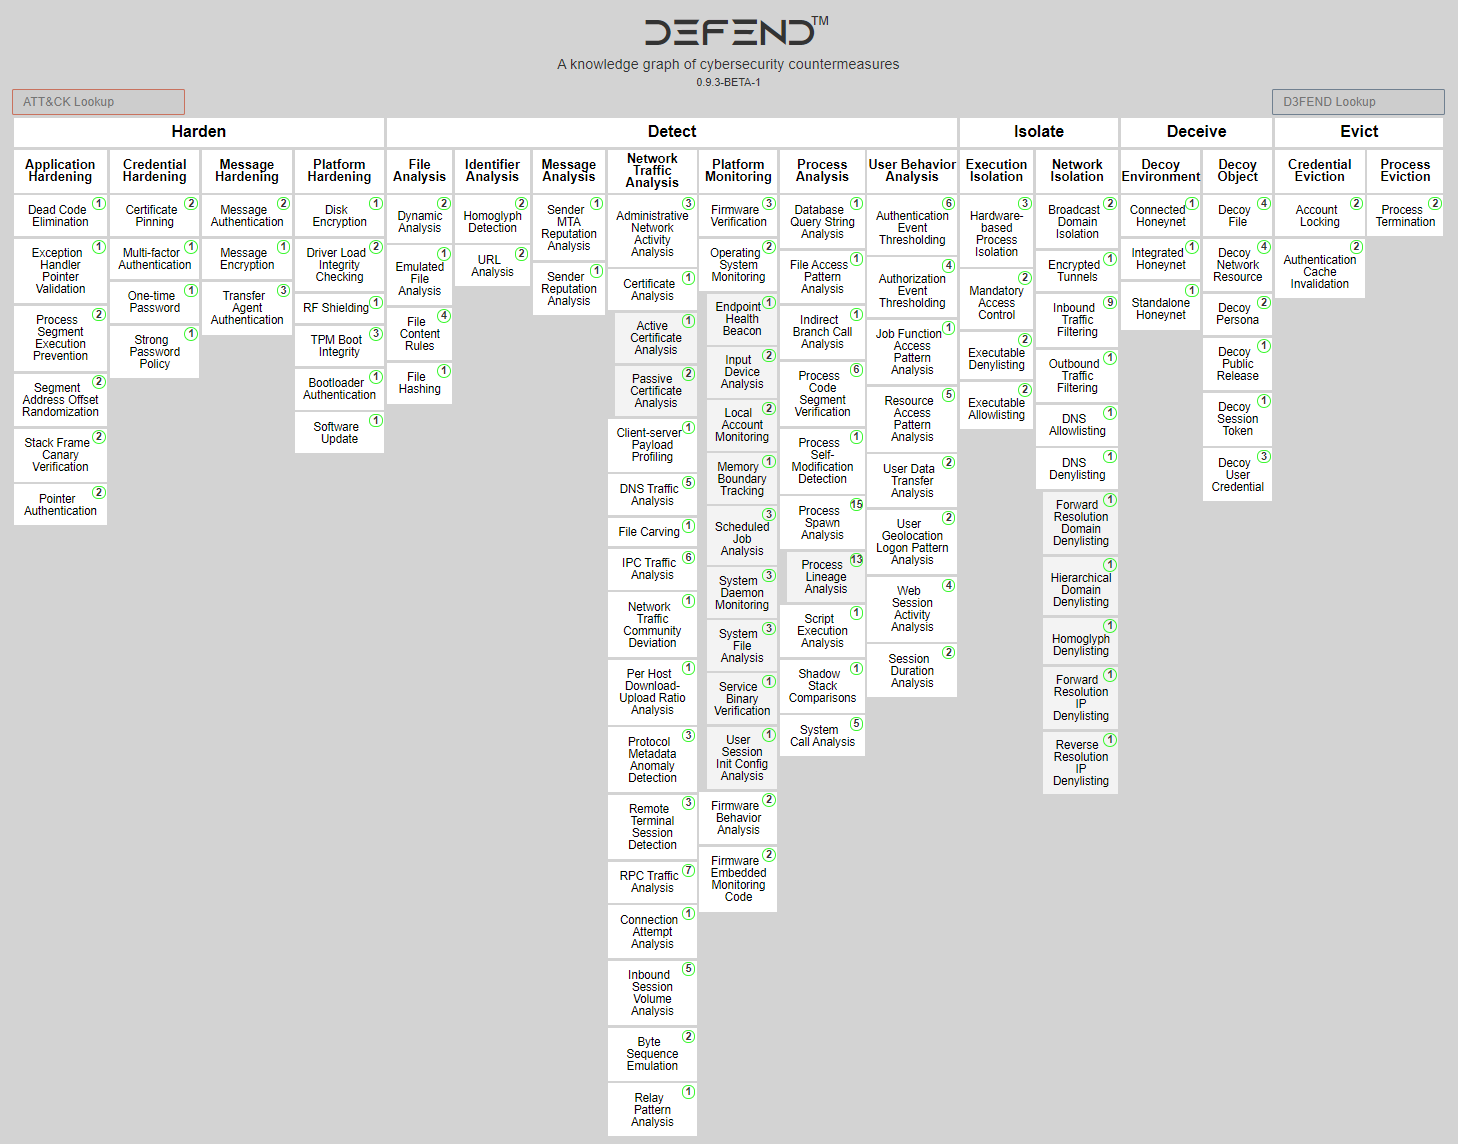 DEFEND™
A knowledge graph of cybersecurity countermeasures
0.9.3-BETA-1
ATT&CK Lookup
D3FEND Lookup
Harden
Detect
Isolate
Deceive
Evict
Application
Hardening
Credential
Hardening
Message
Hardening
Platform
Hardening
File
Analysis
Identifier
Analysis
Message
Analysis
Network
Traffic
Analysis
Platform
Monitoring
Process
Analysis
User Behavior
Analysis
Execution
Isolation
Network
Isolation
Decoy
Environment
Decoy
Object
Credential
Eviction
Process
Eviction
Dead Code
Elimination
1
Exception
Handler
Pointer
Validation
1
Process
Segment
Execution
Prevention
2
Segment
Address Offset
Randomization
2
Stack Frame
Canary
Verification
2
Pointer
Authentication
2
Certificate
Pinning
2
Multi-factor
Authentication
1
One-time
Password
1
Strong
Password
Policy
1
Message
Authentication
2
Message
Encryption
1
Transfer
Agent
Authentication
3
Disk
Encryption
1
Driver Load
Integrity
Checking
2
RF Shielding
1
TPM Boot
Integrity
3
Bootloader
Authentication
1
Software
Update
1
Dynamic
Analysis
2
Emulated
File
Analysis
1
File
Content
Rules
4
File
Hashing
1
Homoglyph
Detection
2
URL
Analysis
2
Sender
MTA
Reputation
Analysis
1
Sender
Reputation
Analysis
1
Administrative
Network
Activity
Analysis
3
Certificate
Analysis
1
Active
Certificate
Analysis
1
Passive
Certificate
Analysis
2
Client-server
Payload
Profiling
1
DNS Traffic
Analysis
5
File Carving
1
IPC Traffic
Analysis
6
Network
Traffic
Community
Deviation
1
Per Host
Download-
Upload Ratio
Analysis
1
Protocol
Metadata
Anomaly
Detection
3
Remote
Terminal
Session
Detection
3
RPC Traffic
Analysis
7
Connection
Attempt
Analysis
1
Inbound
Session
Volume
Analysis
5
Byte
Sequence
Emulation
2
Relay
Pattern
Analysis
1
Firmware
Verification
3
Operating
System
Monitoring
2
Endpoint
Health
Beacon
1
Input
Device
Analysis
2
Local
Account
Monitoring
2
Memory
Boundary
Tracking
1
Scheduled
Job
Analysis
3
System
Daemon
Monitoring
3
System
File
Analysis
3
Service
Binary
Verification
1
User
Session
Init Config
Analysis
1
Firmware
Behavior
Analysis
2
Firmware
Embedded
Monitoring
Code
2
Database
Query String
Analysis
1
File Access
Pattern
Analysis
1
Indirect
Branch Call
Analysis
1
Process
Code
Segment
Verification
6
Process
Self-
Modification
Detection
1
Process
Spawn
Analysis
15
Process
Lineage
Analysis
13
Script
Execution
Analysis
1
Shadow
Stack
Comparisons
1
System
Call Analysis
5
Authentication
Event
Thresholding
6
Authorization
Event
Thresholding
4
Job Function
Access
Pattern
Analysis
1
Resource
Access
Pattern
Analysis
5
User Data
Transfer
Analysis
2
User
Geolocation
Logon Pattern
Analysis
2
Web
Session
Activity
Analysis
4
Session
Duration
Analysis
2
Hardware-
based
Process
Isolation
3
Mandatory
Access
Control
2
Executable
Denylisting
2
Executable
Allowlisting
2
Broadcast
Domain
Isolation
2
Encrypted
Tunnels
1
Inbound
Traffic
Filtering
9
Outbound
Traffic
Filtering
1
DNS
Allowlisting
1
DNS
Denylisting
1
Forward
Resolution
Domain
Denylisting
1
Hierarchical
Domain
Denylisting
1
Homoglyph
Denylisting
1
Forward
Resolution
IP
Denylisting
1
Reverse
Resolution
IP
Denylisting
1
Connected
Honeynet
1
Integrated
Honeynet
1
Standalone
Honeynet
1
Decoy
File
4
Decoy
Network
Resource
4
Decoy
Persona
2
Decoy
Public
Release
1
Decoy
Session
Token
1
Decoy
User
Credential
3
Account
Locking
2
Authentication
Cache
Invalidation
2
Process
Termination
2